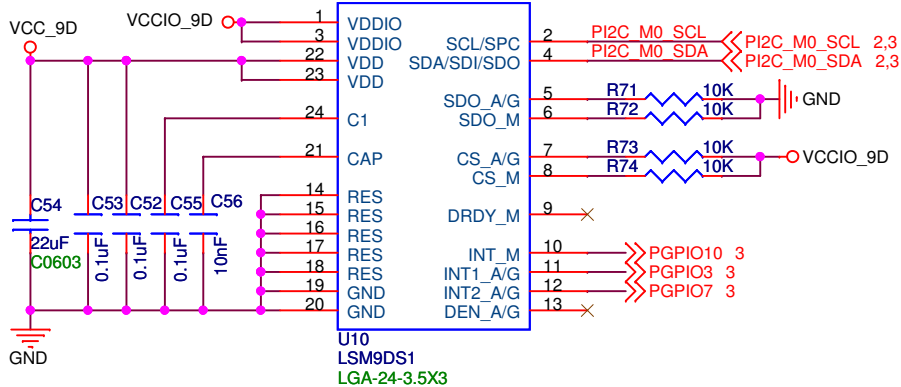 VCC_9D
VCCIO_9D
1 VDDIO
3 VDDIO
22 VDD
23 VDD
24 C1
21 CAP
14 RES
15 RES
16 RES
17 RES
18 RES
19 GND
20 GND
C54
22uF
C0603
C53
0.1uF
C52
0.1uF
C55
0.1uF
C56
10nF
GND
SCL/SPC 2 PI2C_M0_SCL PI2C_M0_SCL 2,3
SDA/SDI/SDO 4 PI2C_M0_SDA PI2C_M0_SDA 2,3
SDO_A/G 5 R71 10K
SDO_M 6 R72 10K
GND
CS_A/G 7 R73 10K
CS_M 8 R74 10K
VCCIO_9D
DRDY_M 9
INT_M 10 PGPIO10 3
INT1_A/G 11 PGPIO3 3
INT2_A/G 12 PGPIO7 3
DEN_A/G 13
U10
LSM9DS1
LGA-24-3.5X3